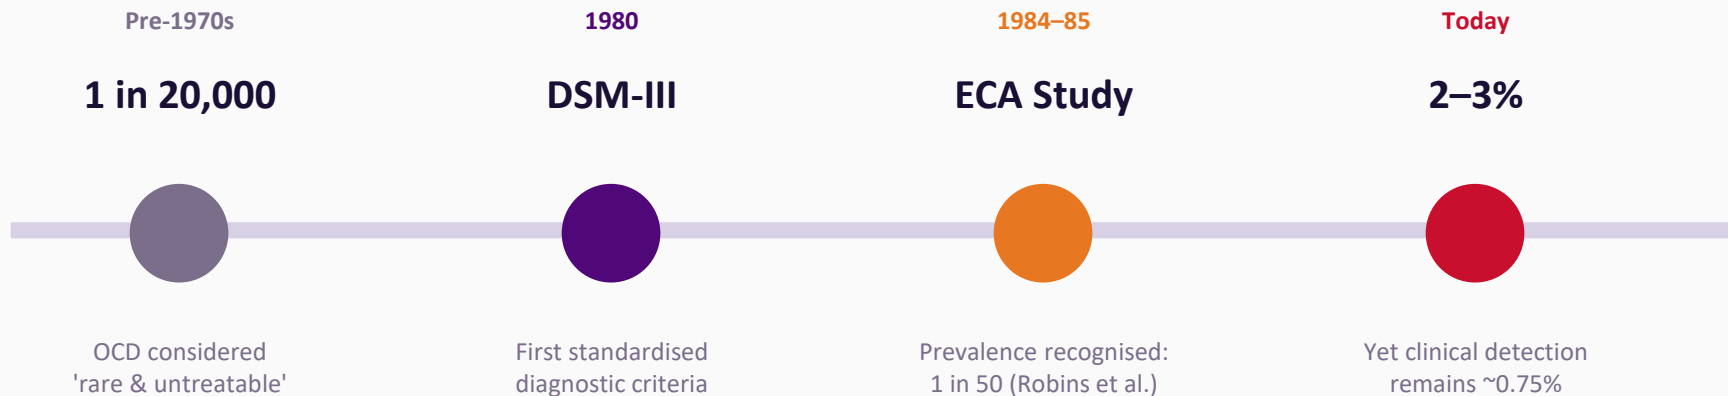 Pre-1970s
1 in 20,000
OCD considered
'rare & untreatable'
1980
DSM-III
First standardised
diagnostic criteria
1984–85
ECA Study
Prevalence recognised:
1 in 50 (Robins et al.)
Today
2–3%
Yet clinical detection
remains ~0.75%